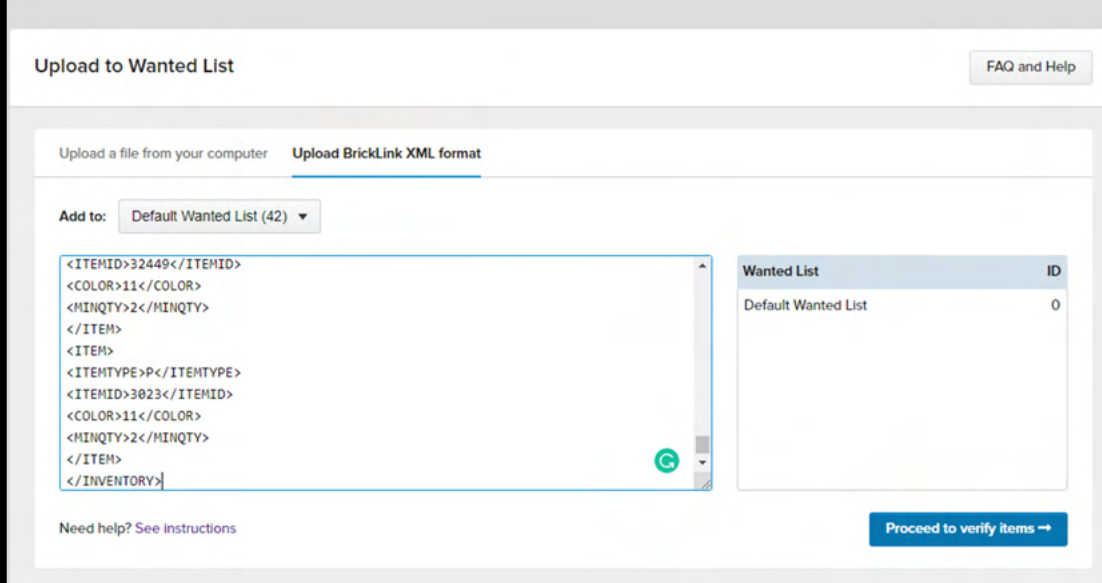 Upload to Wanted List
FAQ and Help
Upload a file from your computer
Upload BrickLink XML format
Add to:
Default Wanted List (42)
<ITEMID>32449</ITEMID>
<COLOR>11</COLOR>
<MINQTY>2</MINQTY>
</ITEM>
<ITEM>
<ITEMTYPE>P</ITEMTYPE>
<ITEMID>3023</ITEMID>
<COLOR>11</COLOR>
<MINQTY>2</MINQTY>
</ITEM>
</INVENTORY>
Wanted List ID
Default Wanted List 0
Need help? See instructions
Proceed to verify items →